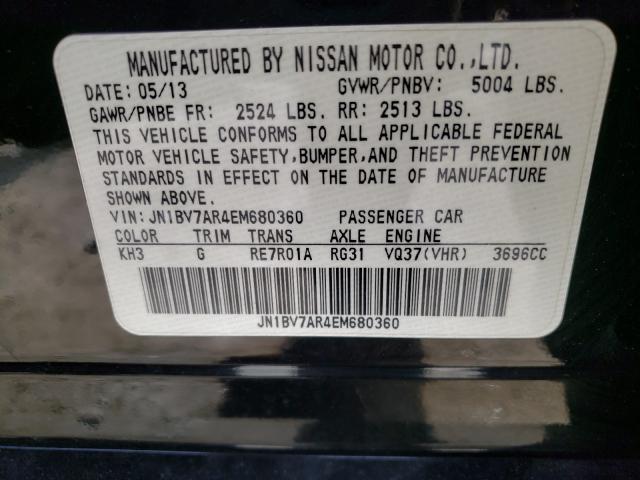 MANUFACTURED BY NISSAN MOTOR CO.,LTD.
DATE: 05/13 GVWR/PNBV: 5004 LBS.
GAWR/PNBE FR: 2524 LBS. RR: 2513 LBS.
THIS VEHICLE CONFORMS TO ALL APPLICABLE FEDERAL
MOTOR VEHICLE SAFETY,BUMPER,AND THEFT PREVENTION
STANDARDS IN EFFECT ON THE DATE OF MANUFACTURE
SHOWN ABOVE.
VIN: JN1BV7AR4EM680360 PASSENGER CAR
COLOR TRIM TRANS AXLE ENGINE
KH3 G RE7R01A RG31 VQ37(VHR) 3696CC
JN1BV7AR4EM680360